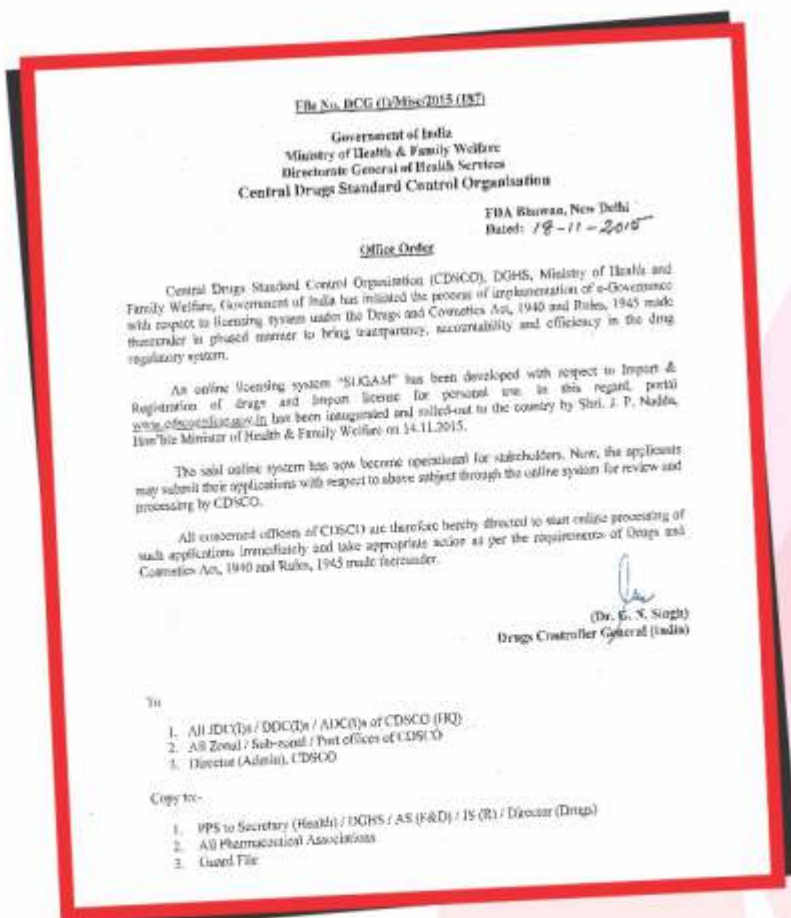 File No. DCG (I)/Misc/2015 (187)
Government of India
Ministry of Health & Family Welfare
Directorate General of Health Services
Central Drugs Standard Control Organisation
FDA Bhawan, New Delhi
Dated: 18-11-2015
Office Order
Central Drugs Standard Control Organisation (CDSCO), DGHS, Ministry of Health and
Family Welfare, Government of India has initiated the process of implementation of e-Governance
with respect to licensing system under the Drugs and Cosmetics Act, 1940 and Rules, 1945 made
thereunder in phased manner to bring transparency, accountability and efficiency in the drug
regulatory system.
An online licensing system "SUGAM" has been developed with respect to Import &
Registration of drugs and Import license for personal use. in this regard, portal
www.cdscoonline.gov.in has been inaugurated and rolled-out to the country by Shri. J. P. Nadda,
Hon'ble Minister of Health & Family Welfare on 14.11.2015.
The said online system has now become operational for stakeholders. Now, the applicants
may submit their applications with respect to above subject through the online system for review and
processing by CDSCO.
All concerned officers of CDSCO are therefore hereby directed to start online processing of
such applications immediately and take appropriate action as per the requirements of Drugs and
Cosmetics Act, 1940 and Rules, 1945 made thereunder.
(Dr. G. N. Singh)
Drugs Controller General (India)
To
1. All JDC(I)s / DDC(I)s / ADC(I)s of CDSCO (HQ)
2. All Zonal / Sub-zonal / Port offices of CDSCO
3. Director (Admin), CDSCO
Copy to:-
1. PPS to Secretary (Health) / DGHS / AS (F&D) / JS (R) / Director (Drugs)
2. All Pharmaceutical Associations
3. Guard File